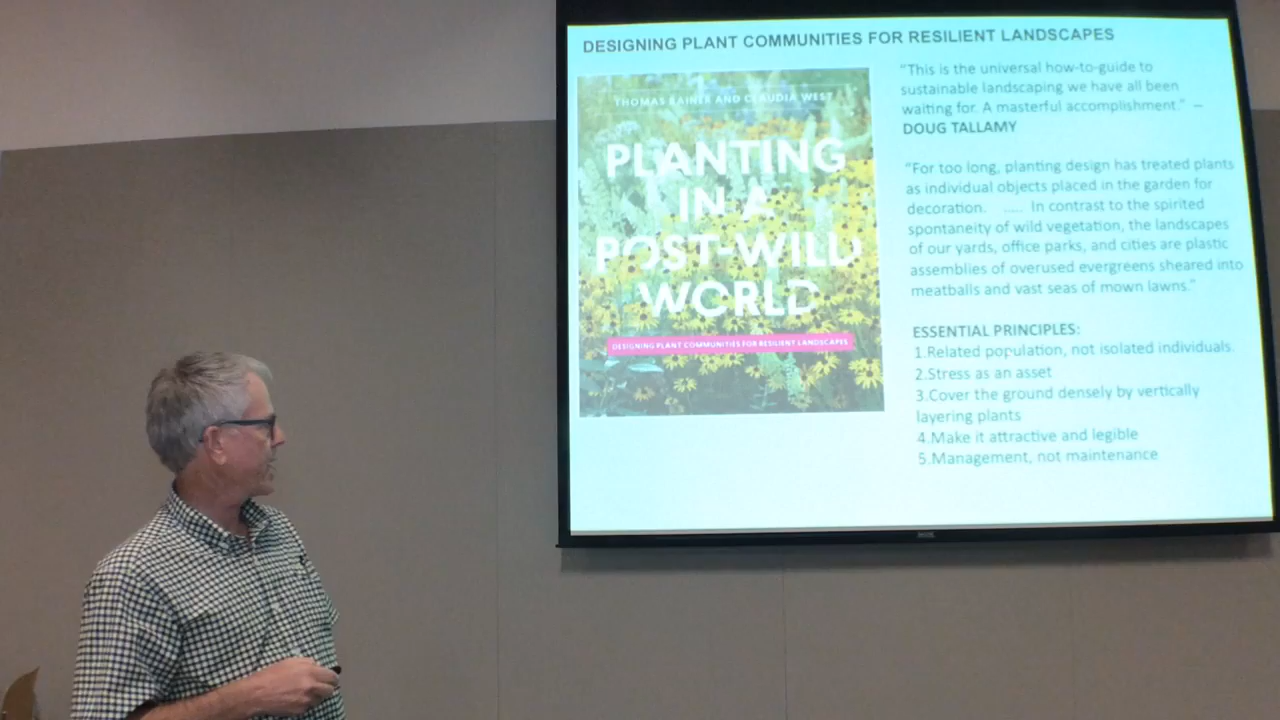 DESIGNING PLANT COMMUNITIES FOR RESILIENT LANDSCAPES
THOMAS RAINER AND CLAUDIA WEST
PLANTING
IN A
POST-WILD
WORLD
DESIGNING PLANT COMMUNITIES FOR RESILIENT LANDSCAPES
"This is the universal how-to-guide to
sustainable landscaping we have all been
waiting for. A masterful accomplishment." –
DOUG TALLAMY
"For too long, planting design has treated plants
as individual objects placed in the garden for
decoration. ..... In contrast to the spirited
spontaneity of wild vegetation, the landscapes
of our yards, office parks, and cities are plastic
assemblies of overused evergreens sheared into
meatballs and vast seas of mown lawns."
ESSENTIAL PRINCIPLES:
1.Related population, not isolated individuals.
2.Stress as an asset
3.Cover the ground densely by vertically
layering plants
4.Make it attractive and legible
5.Management, not maintenance